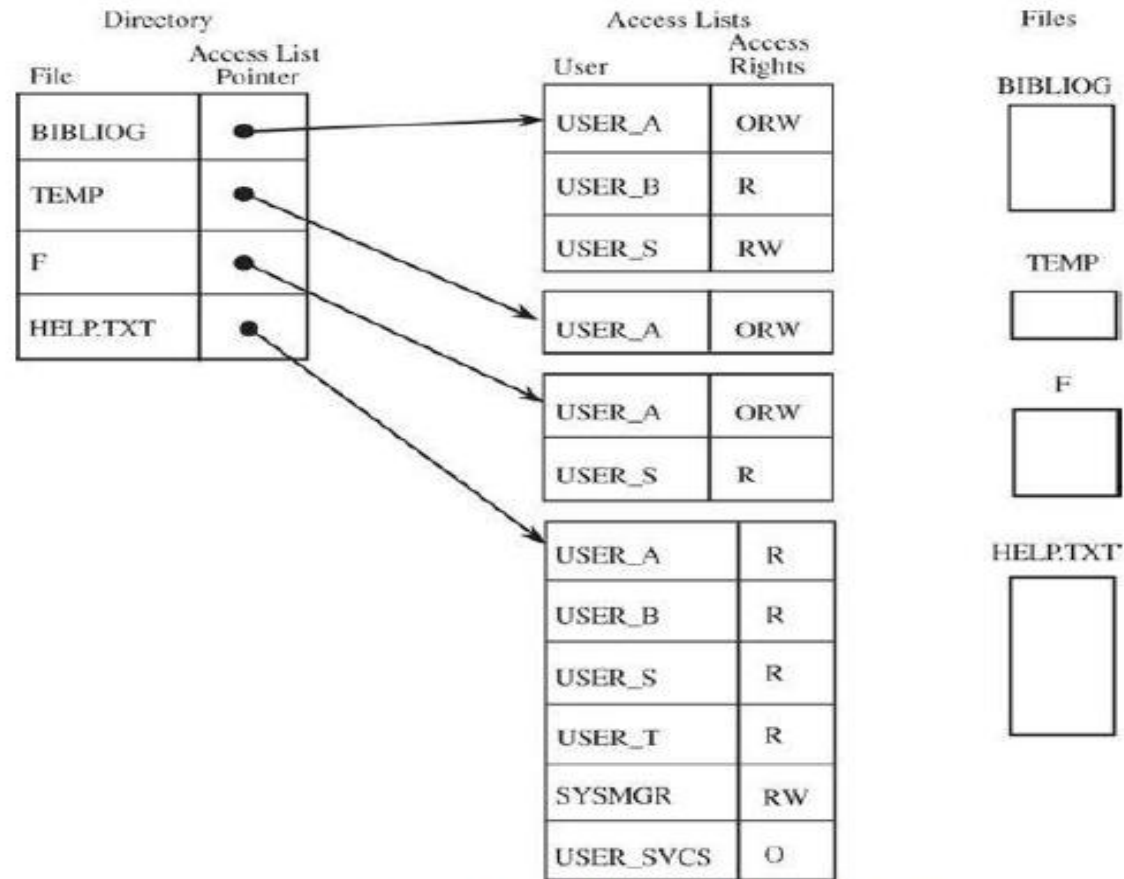 Directory
File
Access List
Pointer
BIBLIOG
TEMP
F
HELP.TXT
Access Lists
User
Access
Rights
USER_A ORW
USER_B R
USER_S RW
USER_A ORW
USER_A ORW
USER_S R
USER_A R
USER_B R
USER_S R
USER_T R
SYSMGR RW
USER_SVCS O
Files
BIBLIOG
TEMP
F
HELP.TXT